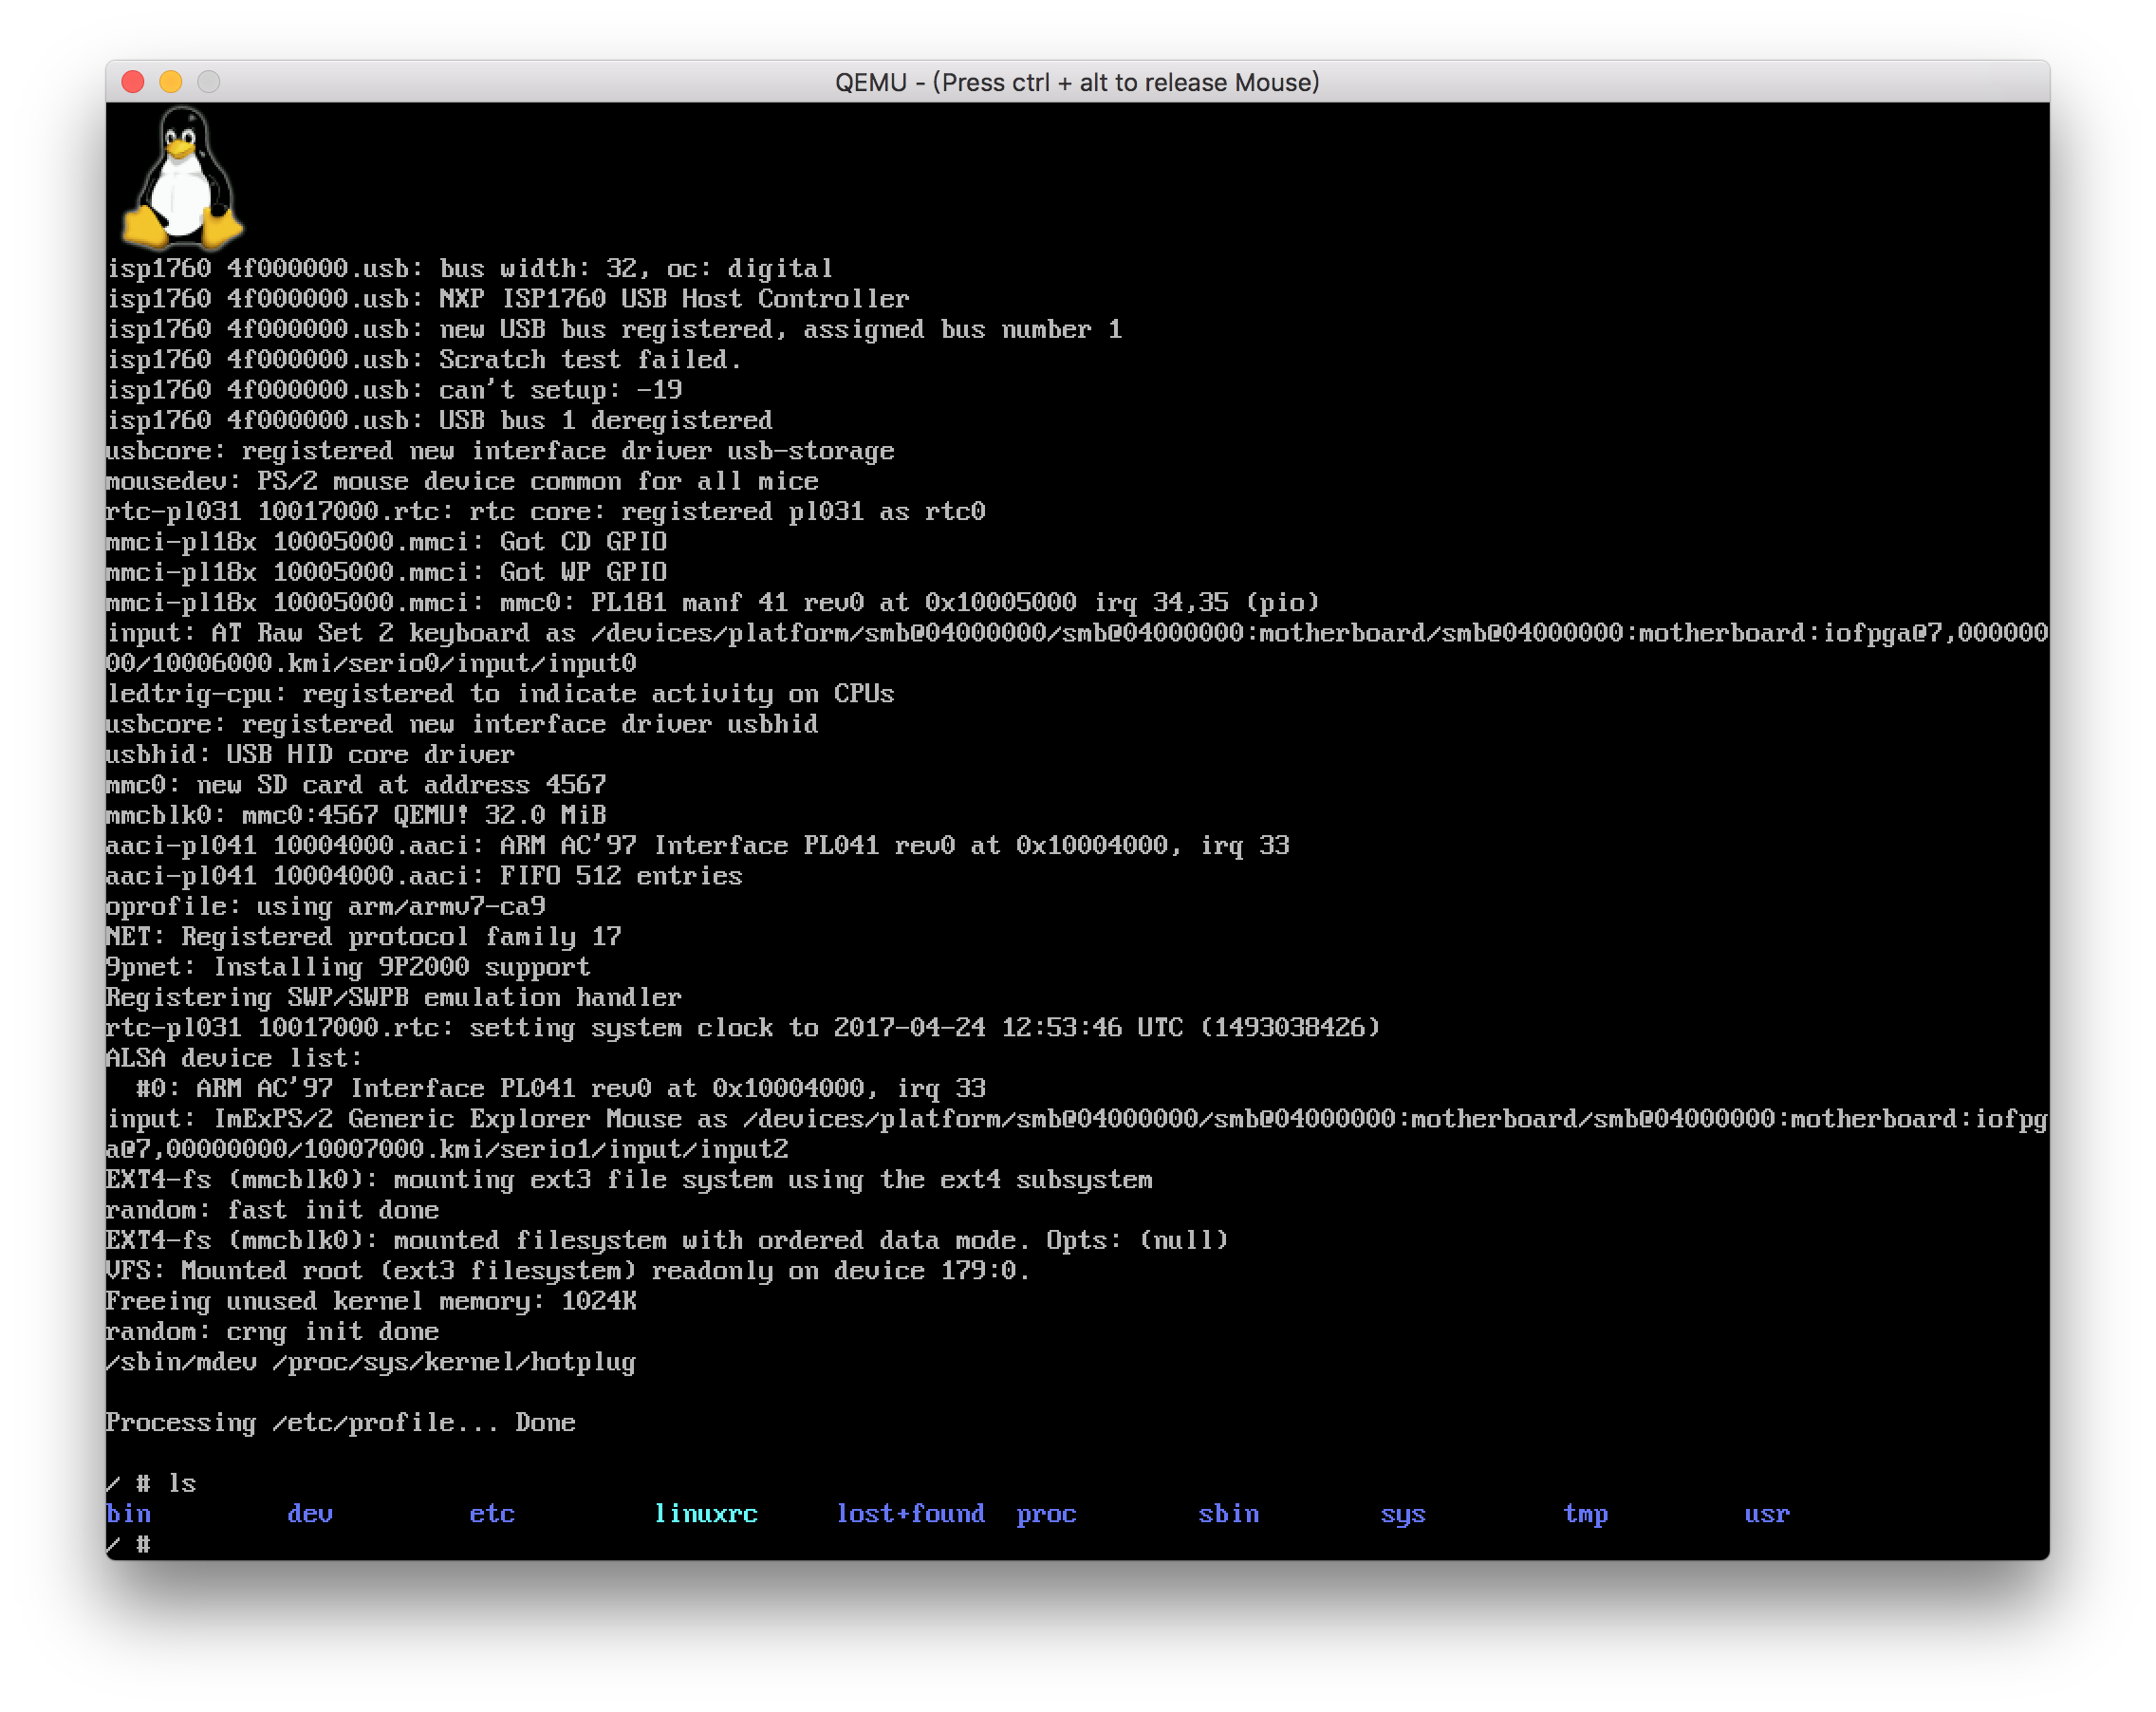 QEMU - (Press ctrl + alt to release Mouse)
isp1760 4f000000.usb: bus width: 32, oc: digital
isp1760 4f000000.usb: NXP ISP1760 USB Host Controller
isp1760 4f000000.usb: new USB bus registered, assigned bus number 1
isp1760 4f000000.usb: Scratch test failed.
isp1760 4f000000.usb: can't setup: -19
isp1760 4f000000.usb: USB bus 1 deregistered
usbcore: registered new interface driver usb-storage
mousedev: PS/2 mouse device common for all mice
rtc-pl031 10017000.rtc: rtc core: registered pl031 as rtc0
mmci-pl18x 10005000.mmci: Got CD GPIO
mmci-pl18x 10005000.mmci: Got WP GPIO
mmci-pl18x 10005000.mmci: mmc0: PL181 manf 41 rev0 at 0x10005000 irq 34,35 (pio)
input: AT Raw Set 2 keyboard as /devices/platform/smb@04000000/smb@04000000:motherboard/smb@04000000:motherboard:iofpga@7,000000
00/10006000.kmi/serio0/input/input0
ledtrig-cpu: registered to indicate activity on CPUs
usbcore: registered new interface driver usbhid
usbhid: USB HID core driver
mmc0: new SD card at address 4567
mmcblk0: mmc0:4567 QEMU! 32.0 MiB
aaci-pl041 10004000.aaci: ARM AC'97 Interface PL041 rev0 at 0x10004000, irq 33
aaci-pl041 10004000.aaci: FIFO 512 entries
oprofile: using arm/armv7-ca9
NET: Registered protocol family 17
9pnet: Installing 9P2000 support
Registering SWP/SWPB emulation handler
rtc-pl031 10017000.rtc: setting system clock to 2017-04-24 12:53:46 UTC (1493038426)
ALSA device list:
  #0: ARM AC'97 Interface PL041 rev0 at 0x10004000, irq 33
input: ImExPS/2 Generic Explorer Mouse as /devices/platform/smb@04000000/smb@04000000:motherboard/smb@04000000:motherboard:iofpg
a@7,00000000/10007000.kmi/serio1/input/input2
EXT4-fs (mmcblk0): mounting ext3 file system using the ext4 subsystem
random: fast init done
EXT4-fs (mmcblk0): mounted filesystem with ordered data mode. Opts: (null)
VFS: Mounted root (ext3 filesystem) readonly on device 179:0.
Freeing unused kernel memory: 1024K
random: crng init done
/sbin/mdev /proc/sys/kernel/hotplug
Processing /etc/profile... Done
/ # ls
bin dev etc linuxrc lost+found proc sbin sys tmp usr
/ #